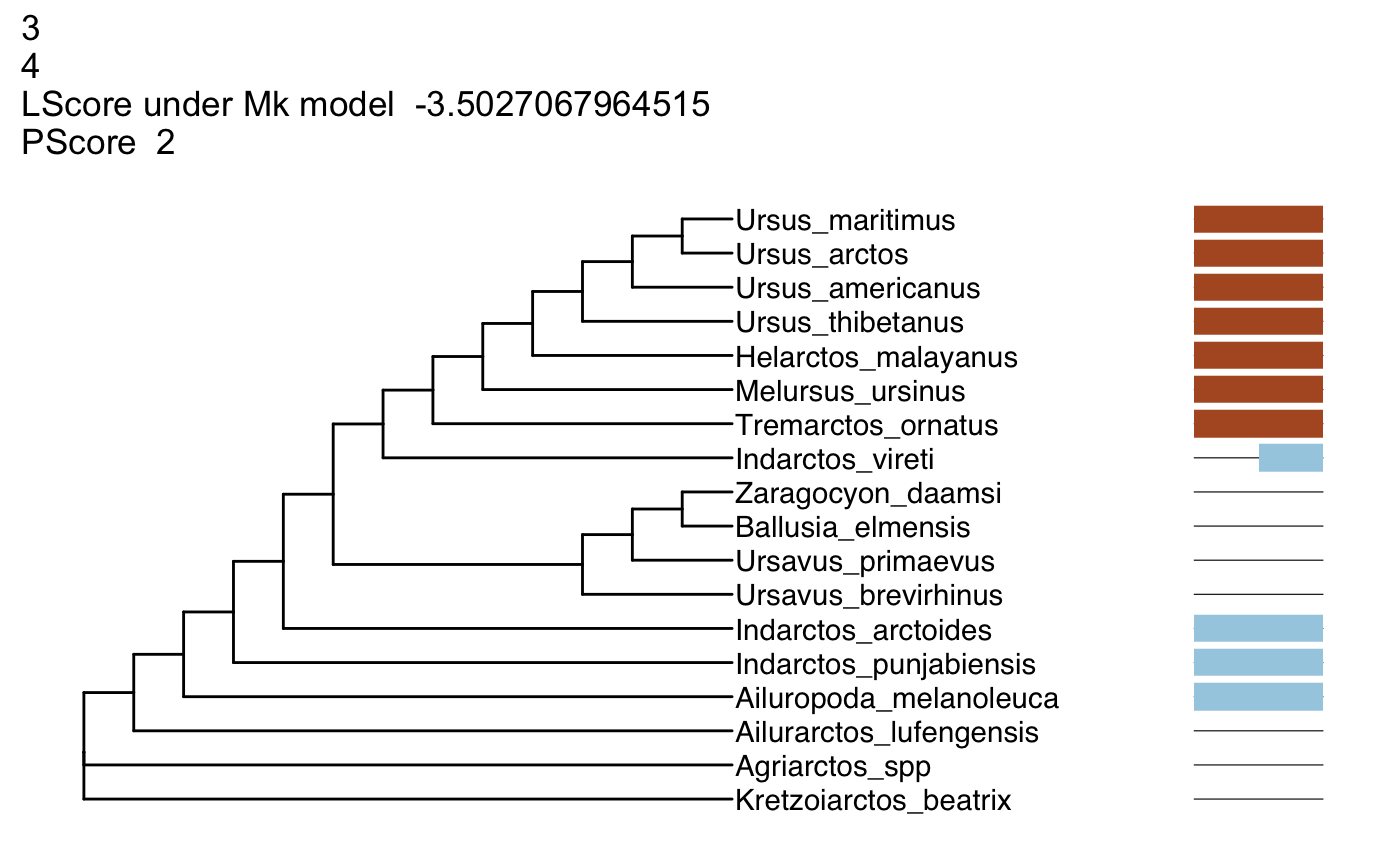 3
4
LScore under Mk model  -3.5027067964515
PScore  2
Ursus_maritimus
Ursus_arctos
Ursus_americanus
Ursus_thibetanus
Helarctos_malayanus
Melursus_ursinus
Tremarctos_ornatus
Indarctos_vireti
Zaragocyon_daamsi
Ballusia_elmensis
Ursavus_primaevus
Ursavus_brevirhinus
Indarctos_arctoides
Indarctos_punjabiensis
Ailuropoda_melanoleuca
Ailurarctos_lufengensis
Agriarctos_spp
Kretzoiarctos_beatrix